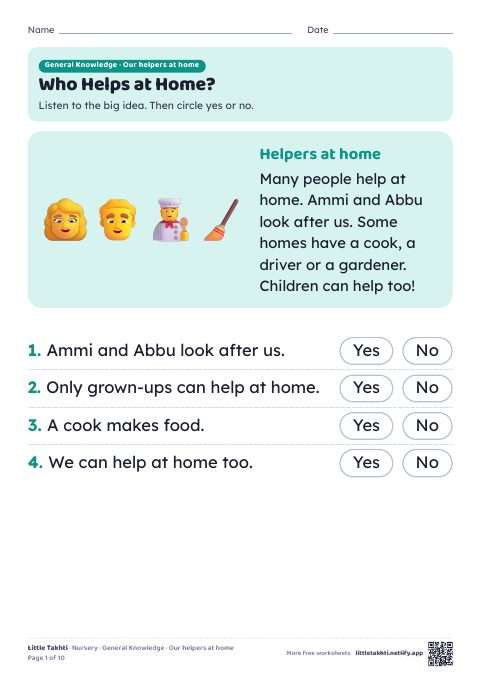 Name Date
General Knowledge · Our helpers at home
Who Helps at Home?
Listen to the big idea. Then circle yes or no.
Helpers at home
Many people help at
home. Ammi and Abbu
look after us. Some
homes have a cook, a
driver or a gardener.
Children can help too!
1. Ammi and Abbu look after us. Yes No
2. Only grown-ups can help at home. Yes No
3. A cook makes food. Yes No
4. We can help at home too. Yes No
Little Takhti · Nursery · General Knowledge · Our helpers at home
Page 1 of 10
More free worksheets littletakhti.netlify.app